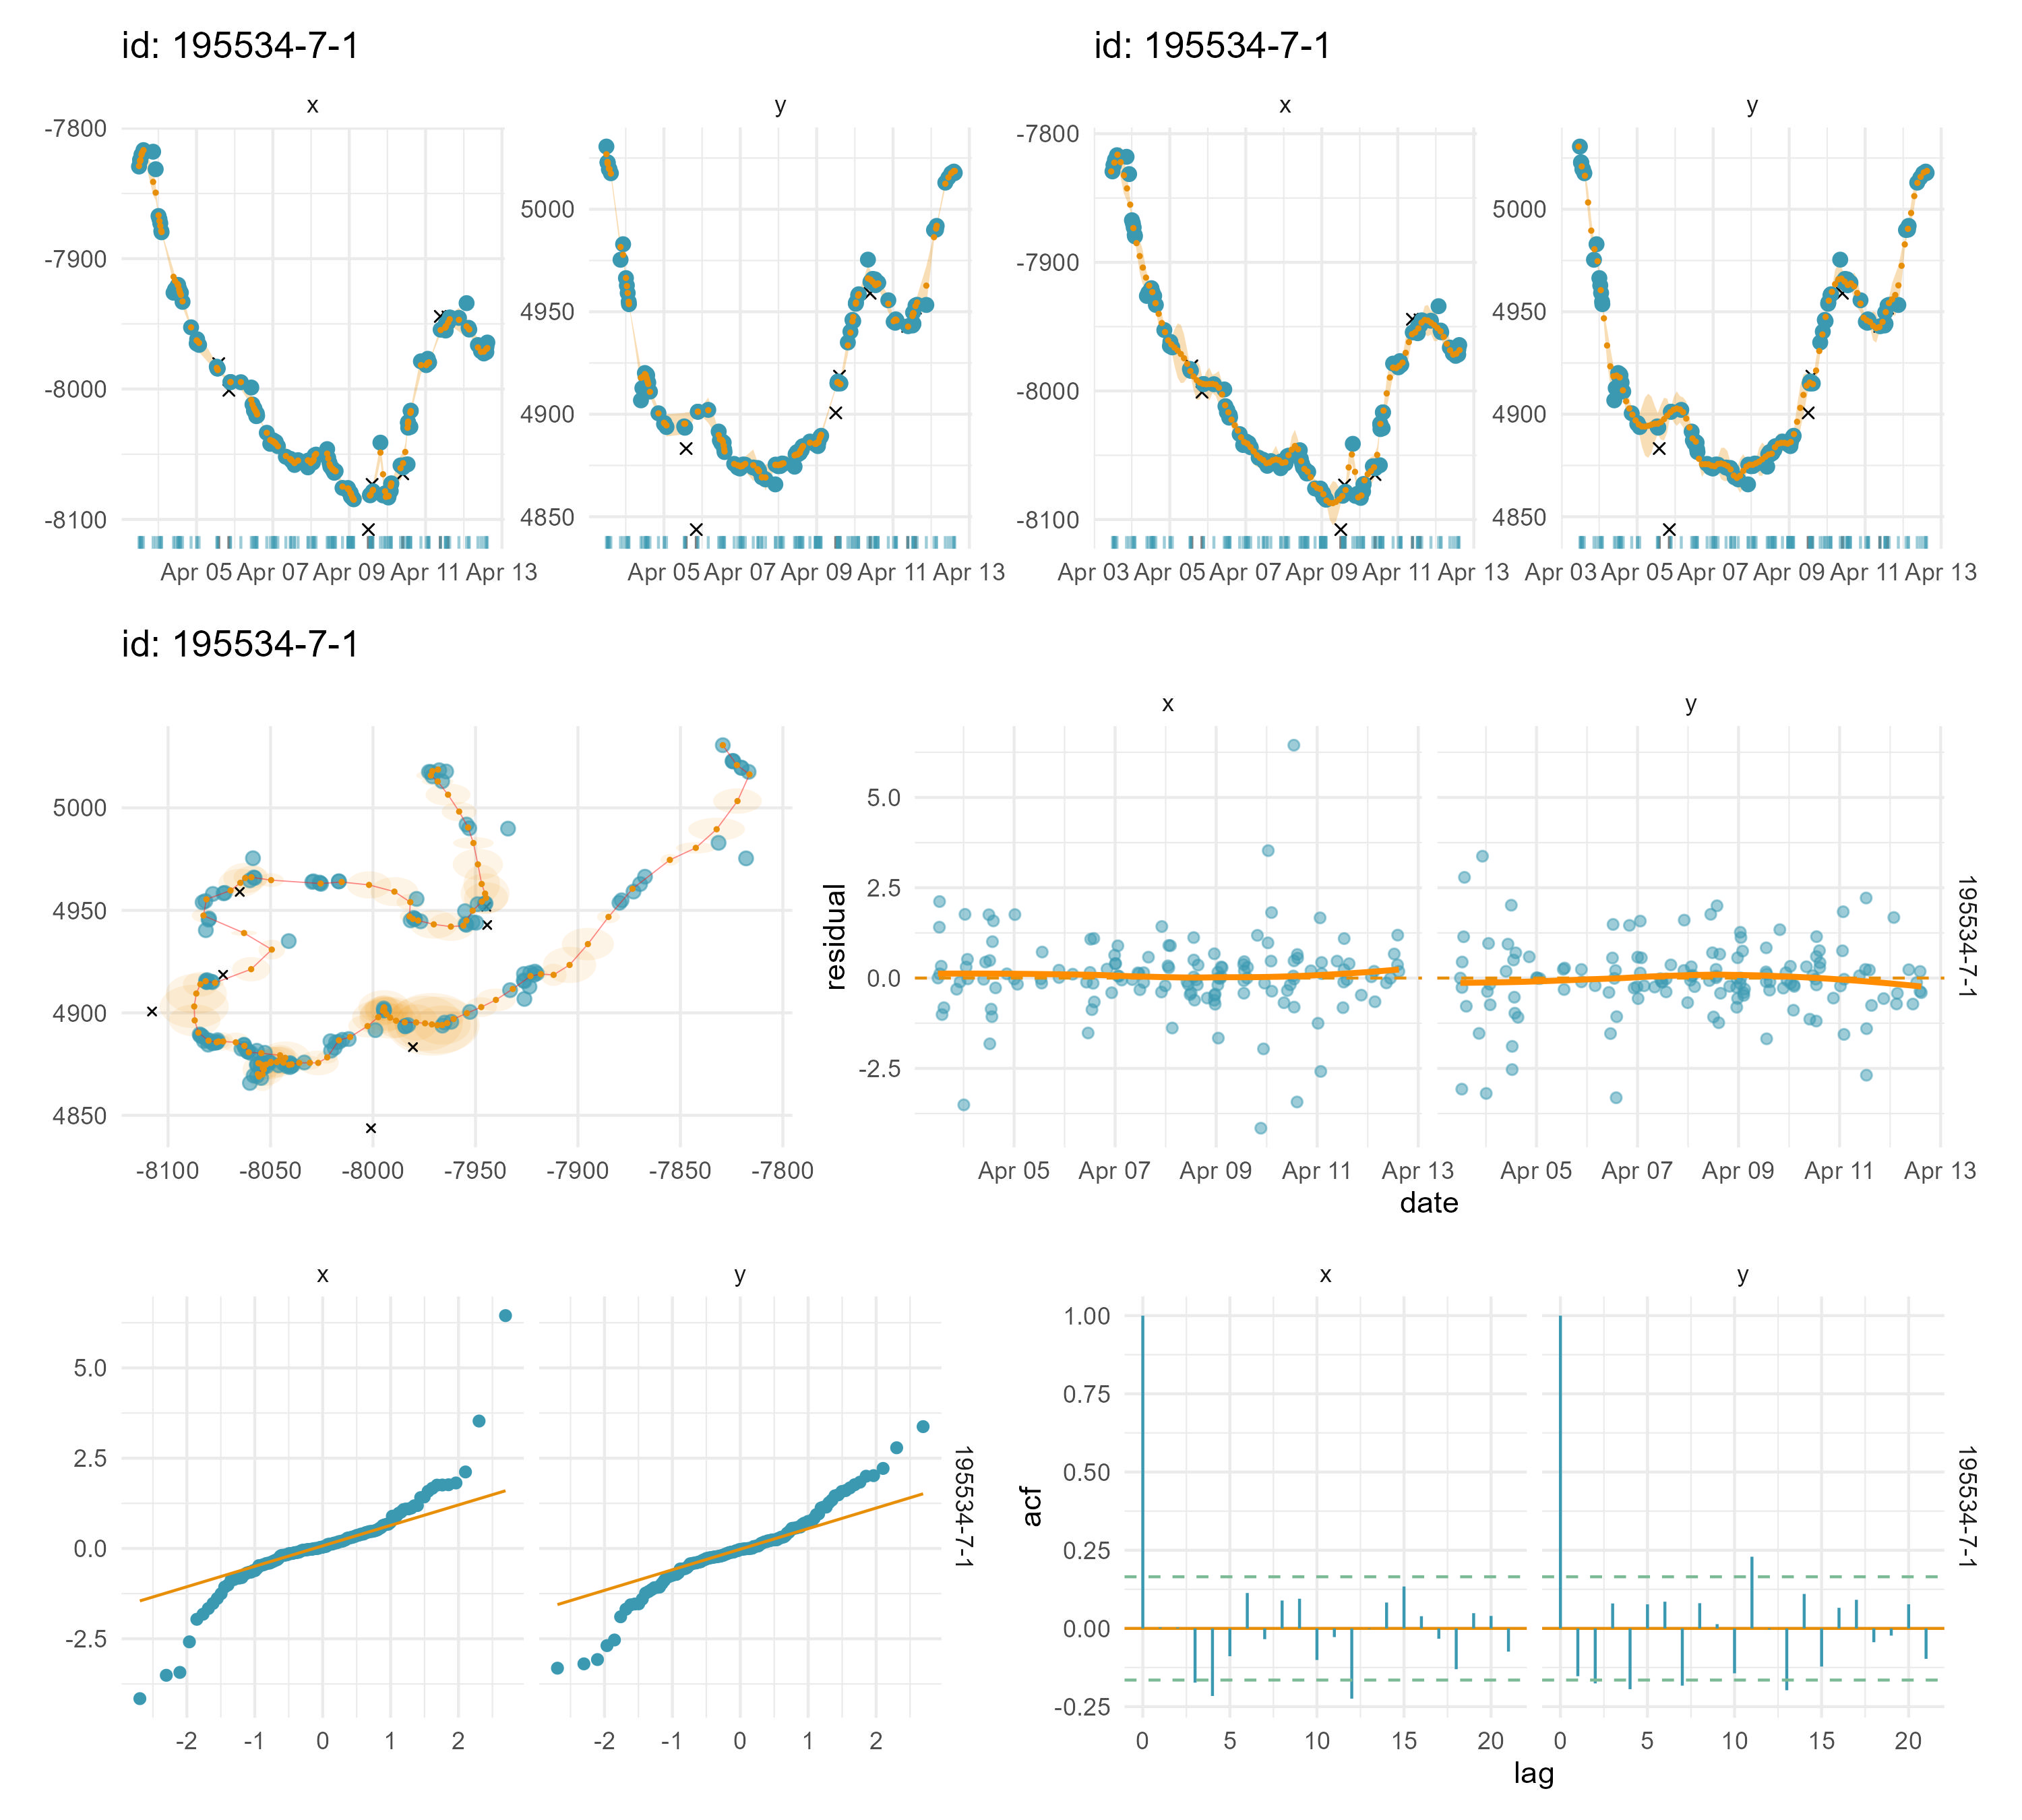 id: 195534-7-1
id: 195534-7-1
x
y
x
y
-7800
-7900
-8000
-8100
5000
4950
4900
4850
-7800
-7900
-8000
-8100
5000
4950
4900
4850
Apr 05 Apr 07 Apr 09 Apr 11 Apr 13
Apr 05 Apr 07 Apr 09 Apr 11 Apr 13
Apr 03 Apr 05 Apr 07 Apr 09 Apr 11 Apr 13
Apr 03 Apr 05 Apr 07 Apr 09 Apr 11 Apr 13
id: 195534-7-1
5000
4950
4900
4850
-8100 -8050 -8000 -7950 -7900 -7850 -7800
x
y
residual
5.0
2.5
0.0
-2.5
195534-7-1
Apr 05 Apr 07 Apr 09 Apr 11 Apr 13
Apr 05 Apr 07 Apr 09 Apr 11 Apr 13
date
x
y
5.0
2.5
0.0
-2.5
195534-7-1
-2 -1 0 1 2
-2 -1 0 1 2
x
y
acf
1.00
0.75
0.50
0.25
0.00
-0.25
195534-7-1
0 5 10 15 20
0 5 10 15 20
lag